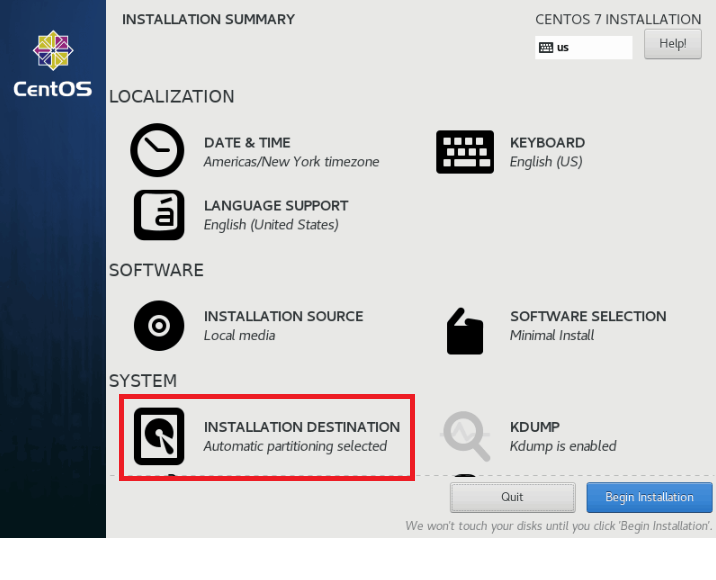 INSTALLATION SUMMARY
CENTOS 7 INSTALLATION
us
Help!
CentOS
LOCALIZATION
DATE & TIME
Americas/New York timezone
KEYBOARD
English (US)
LANGUAGE SUPPORT
English (United States)
SOFTWARE
INSTALLATION SOURCE
Local media
SOFTWARE SELECTION
Minimal Install
SYSTEM
INSTALLATION DESTINATION
Automatic partitioning selected
KDUMP
Kdump is enabled
Quit
Begin Installation
We won't touch your disks until you click 'Begin Installation'.